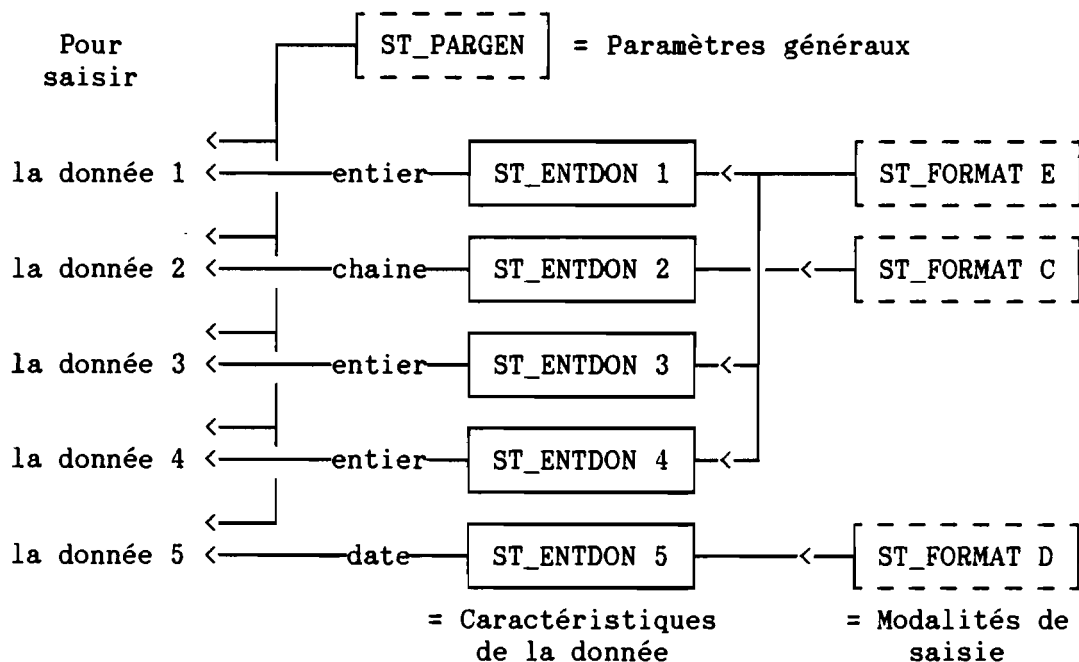 Pour
saisir
ST_PARGEN = Paramètres généraux
la donnée 1 entier ST_ENTDON 1 ST_FORMAT E
la donnée 2 chaine ST_ENTDON 2 ST_FORMAT C
la donnée 3 entier ST_ENTDON 3
la donnée 4 entier ST_ENTDON 4
la donnée 5 date ST_ENTDON 5 ST_FORMAT D
= Caractéristiques
de la donnée
= Modalités de
saisie